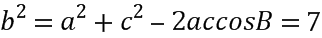 b² = a² + c² – 2accosB = 7